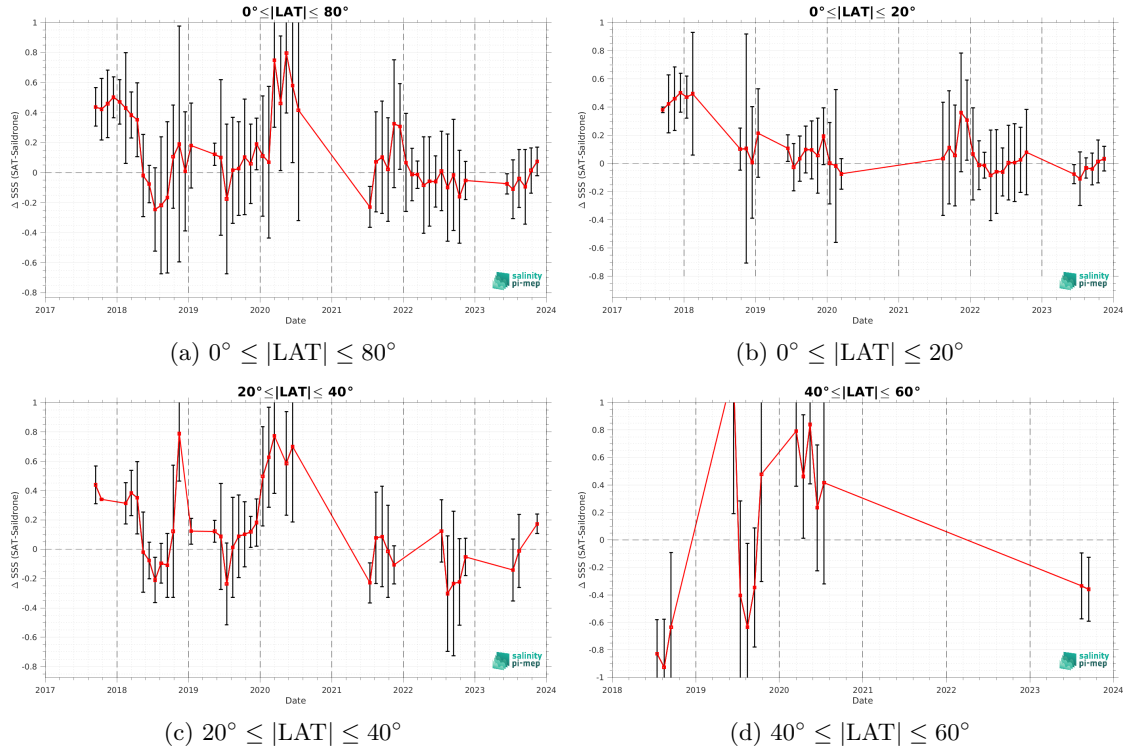 0°≤|LAT|≤ 80°
1
0.8
0.6
0.4
0.2
0
-0.2
-0.4
-0.6
-0.8
Δ SSS (SAT-Saildrone)
2017 2018 2019 2020 2021 2022 2023 2024
Date
salinity
pi-mep
(a) 0° ≤ |LAT| ≤ 80°
0°≤|LAT|≤ 20°
1
0.8
0.6
0.4
0.2
0
-0.2
-0.4
-0.6
-0.8
Δ SSS (SAT-Saildrone)
2017 2018 2019 2020 2021 2022 2023 2024
Date
salinity
pi-mep
(b) 0° ≤ |LAT| ≤ 20°
20°≤|LAT|≤ 40°
1
0.8
0.6
0.4
0.2
0
-0.2
-0.4
-0.6
-0.8
Δ SSS (SAT-Saildrone)
2017 2018 2019 2020 2021 2022 2023 2024
Date
salinity
pi-mep
(c) 20° ≤ |LAT| ≤ 40°
40°≤|LAT|≤ 60°
1
0.8
0.6
0.4
0.2
0
-0.2
-0.4
-0.6
-0.8
-1
Δ SSS (SAT-Saildrone)
2018 2019 2020 2021 2022 2023 2024
Date
salinity
pi-mep
(d) 40° ≤ |LAT| ≤ 60°